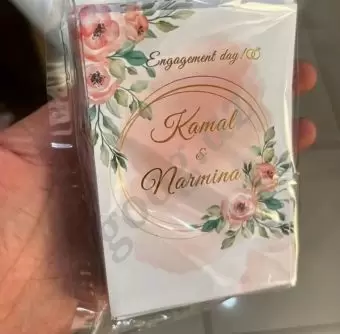 Engagement day!
Kamal
&
Narmina